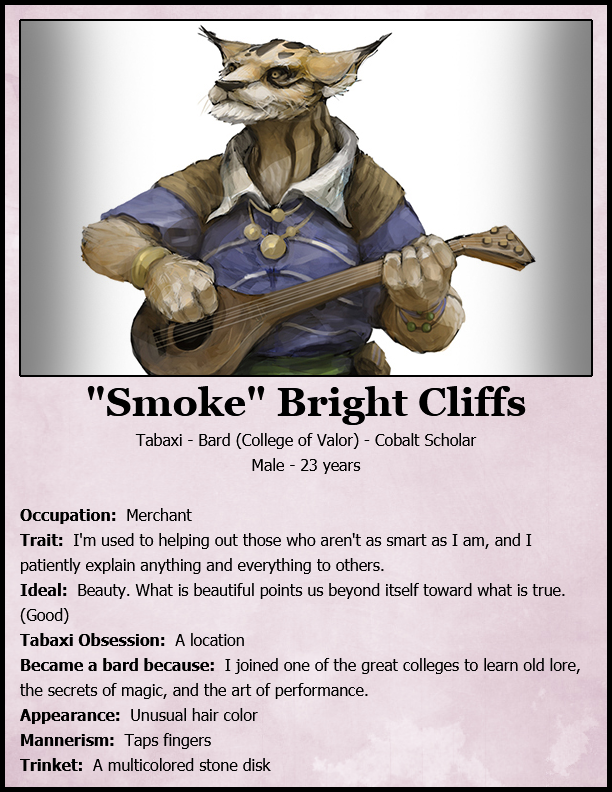 "Smoke" Bright Cliffs
Tabaxi - Bard (College of Valor) - Cobalt Scholar
Male - 23 years
Occupation: Merchant
Trait: I'm used to helping out those who aren't as smart as I am, and I
patiently explain anything and everything to others.
Ideal: Beauty. What is beautiful points us beyond itself toward what is true.
(Good)
Tabaxi Obsession: A location
Became a bard because: I joined one of the great colleges to learn old lore,
the secrets of magic, and the art of performance.
Appearance: Unusual hair color
Mannerism: Taps fingers
Trinket: A multicolored stone disk